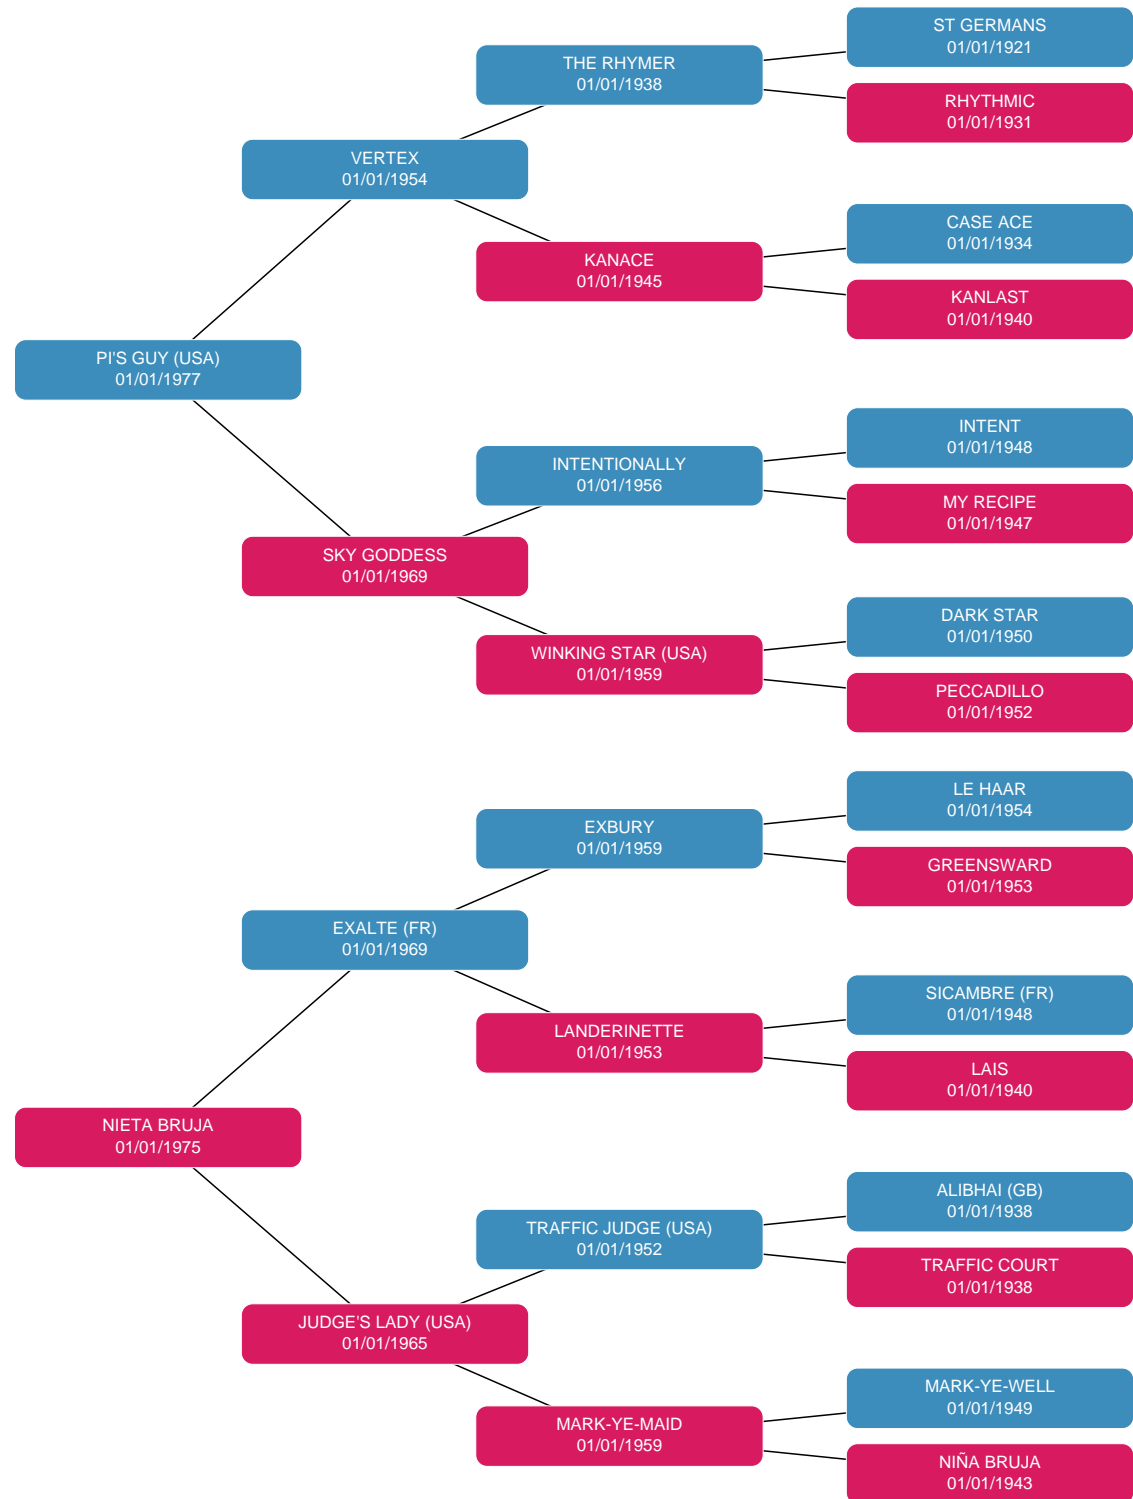 ST GERMANS
01/01/1921
THE RHYMER
01/01/1938
RHYTHMIC
01/01/1931
VERTEX
01/01/1954
CASE ACE
01/01/1934
KANACE
01/01/1945
KANLAST
01/01/1940
PI'S GUY (USA)
01/01/1977
INTENT
01/01/1948
INTENTIONALLY
01/01/1956
MY RECIPE
01/01/1947
SKY GODDESS
01/01/1969
DARK STAR
01/01/1950
WINKING STAR (USA)
01/01/1959
PECCADILLO
01/01/1952
LE HAAR
01/01/1954
EXBURY
01/01/1959
GREENSWARD
01/01/1953
EXALTE (FR)
01/01/1969
SICAMBRE (FR)
01/01/1948
LANDERINETTE
01/01/1953
LAIS
01/01/1940
NIETA BRUJA
01/01/1975
ALIBHAI (GB)
01/01/1938
TRAFFIC JUDGE (USA)
01/01/1952
TRAFFIC COURT
01/01/1938
JUDGE'S LADY (USA)
01/01/1965
MARK-YE-WELL
01/01/1949
MARK-YE-MAID
01/01/1959
NIÑA BRUJA
01/01/1943